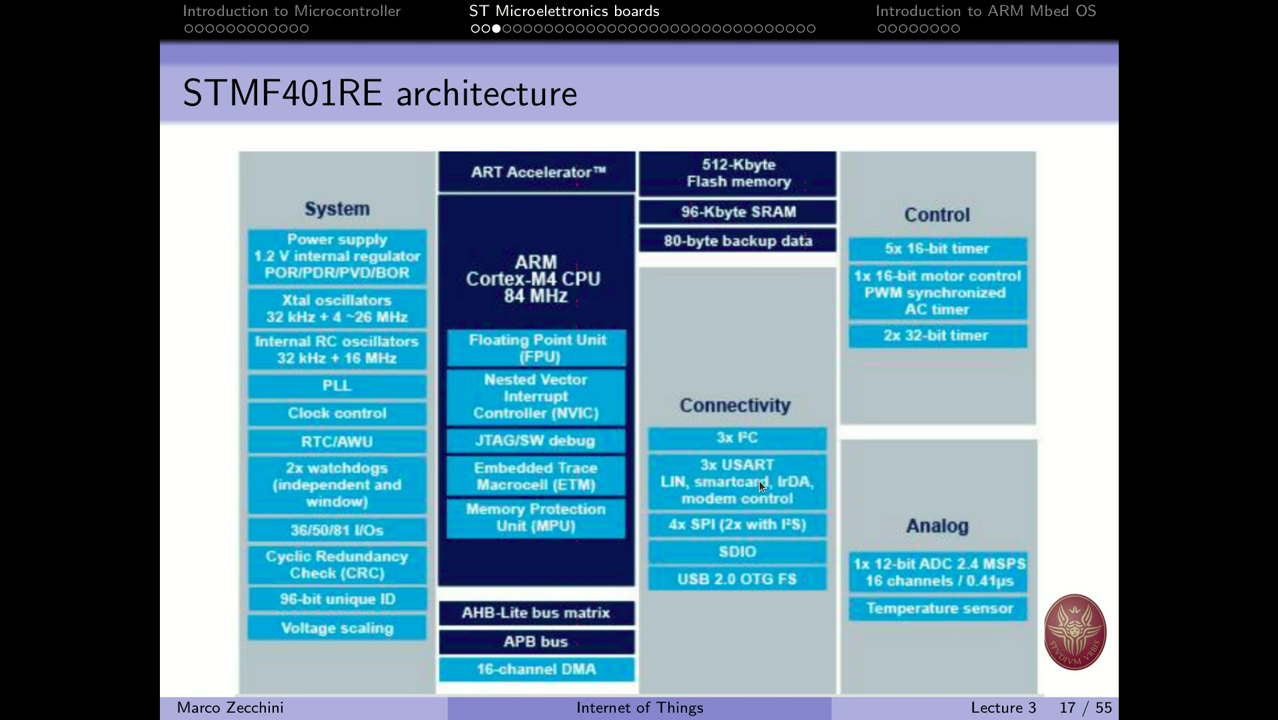 Introduction to Microcontroller
ST Microelettronics boards
Introduction to ARM Mbed OS
STMF401RE architecture
System
Power supply
1.2 V internal regulator
POR/PDR/PVD/BOR
Xtal oscillators
32 kHz + 4 ~26 MHz
Internal RC oscillators
32 kHz + 16 MHz
PLL
Clock control
RTC/AWU
2x watchdogs
(independent and
window)
36/50/81 I/Os
Cyclic Redundancy
Check (CRC)
96-bit unique ID
Voltage scaling
ART Accelerator™
ARM
Cortex-M4 CPU
84 MHz
Floating Point Unit
(FPU)
Nested Vector
Interrupt
Controller (NVIC)
JTAG/SW debug
Embedded Trace
Macrocell (ETM)
Memory Protection
Unit (MPU)
AHB-Lite bus matrix
APB bus
16-channel DMA
512-Kbyte
Flash memory
96-Kbyte SRAM
80-byte backup data
Connectivity
3x I²C
3x USART
LIN, smartcard, IrDA,
modem control
4x SPI (2x with I²S)
SDIO
USB 2.0 OTG FS
Control
5x 16-bit timer
1x 16-bit motor control
PWM synchronized
AC timer
2x 32-bit timer
Analog
1x 12-bit ADC 2.4 MSPS
16 channels / 0.41µs
Temperature sensor
STVDIVM VRBIS
Marco Zecchini
Internet of Things
Lecture 3
17 / 55